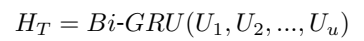 H_T = Bi-GRU(U_1, U_2, ..., U_u)